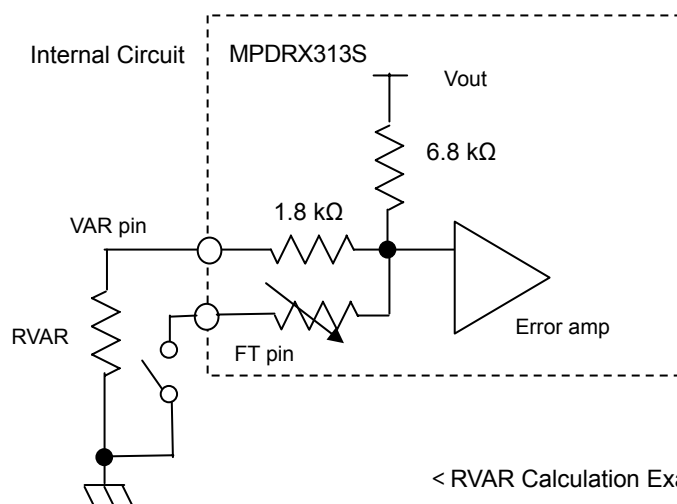 Internal Circuit
MPDRX313S
Vout
6.8 kΩ
1.8 kΩ
VAR pin
RVAR
FT pin
Error amp
< RVAR Calculation Exa